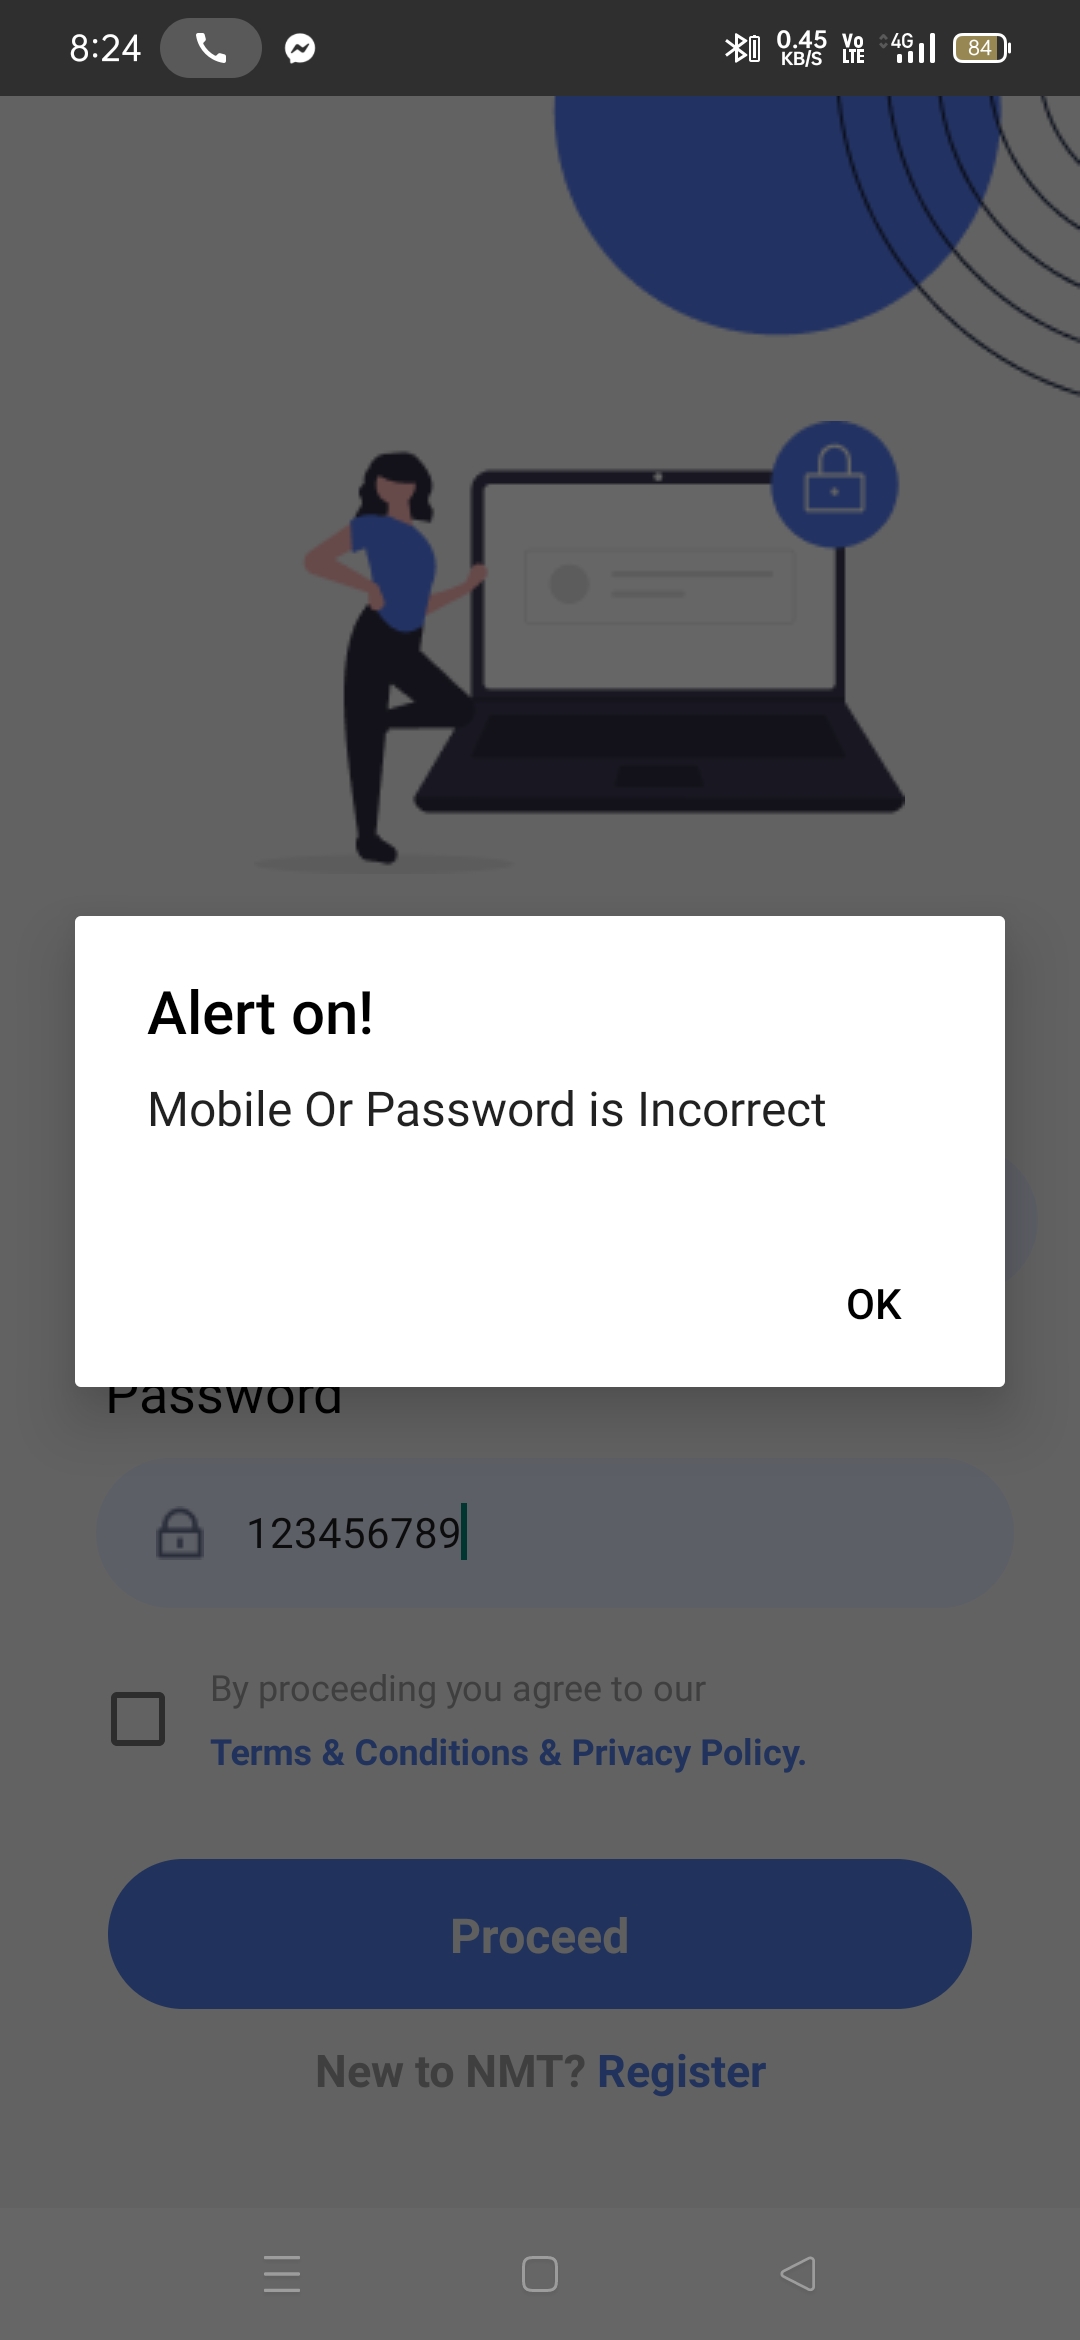 8:24
0.45
KB/S
Vo
LTE
4G
84
Alert on!
Mobile Or Password is Incorrect
OK
Password
123456789
By proceeding you agree to our
Terms & Conditions & Privacy Policy.
Proceed
New to NMT? Register